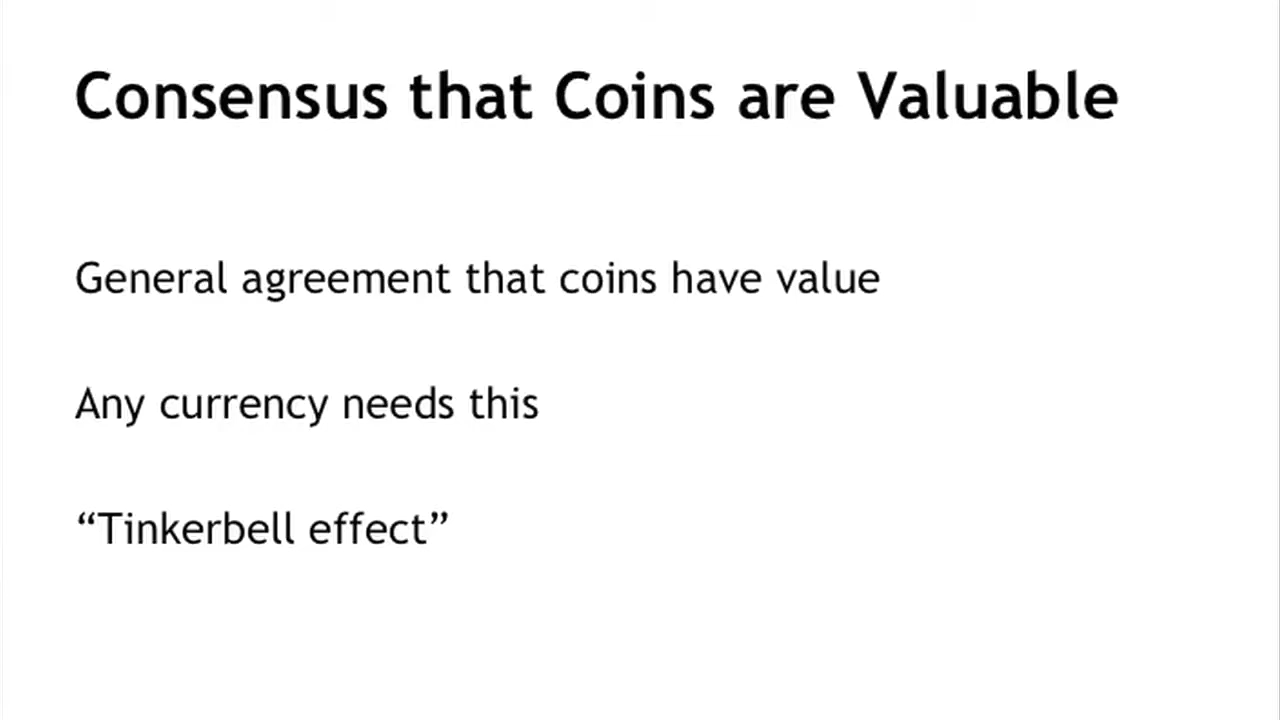 Consensus that Coins are Valuable
General agreement that coins have value
Any currency needs this
“Tinkerbell effect”